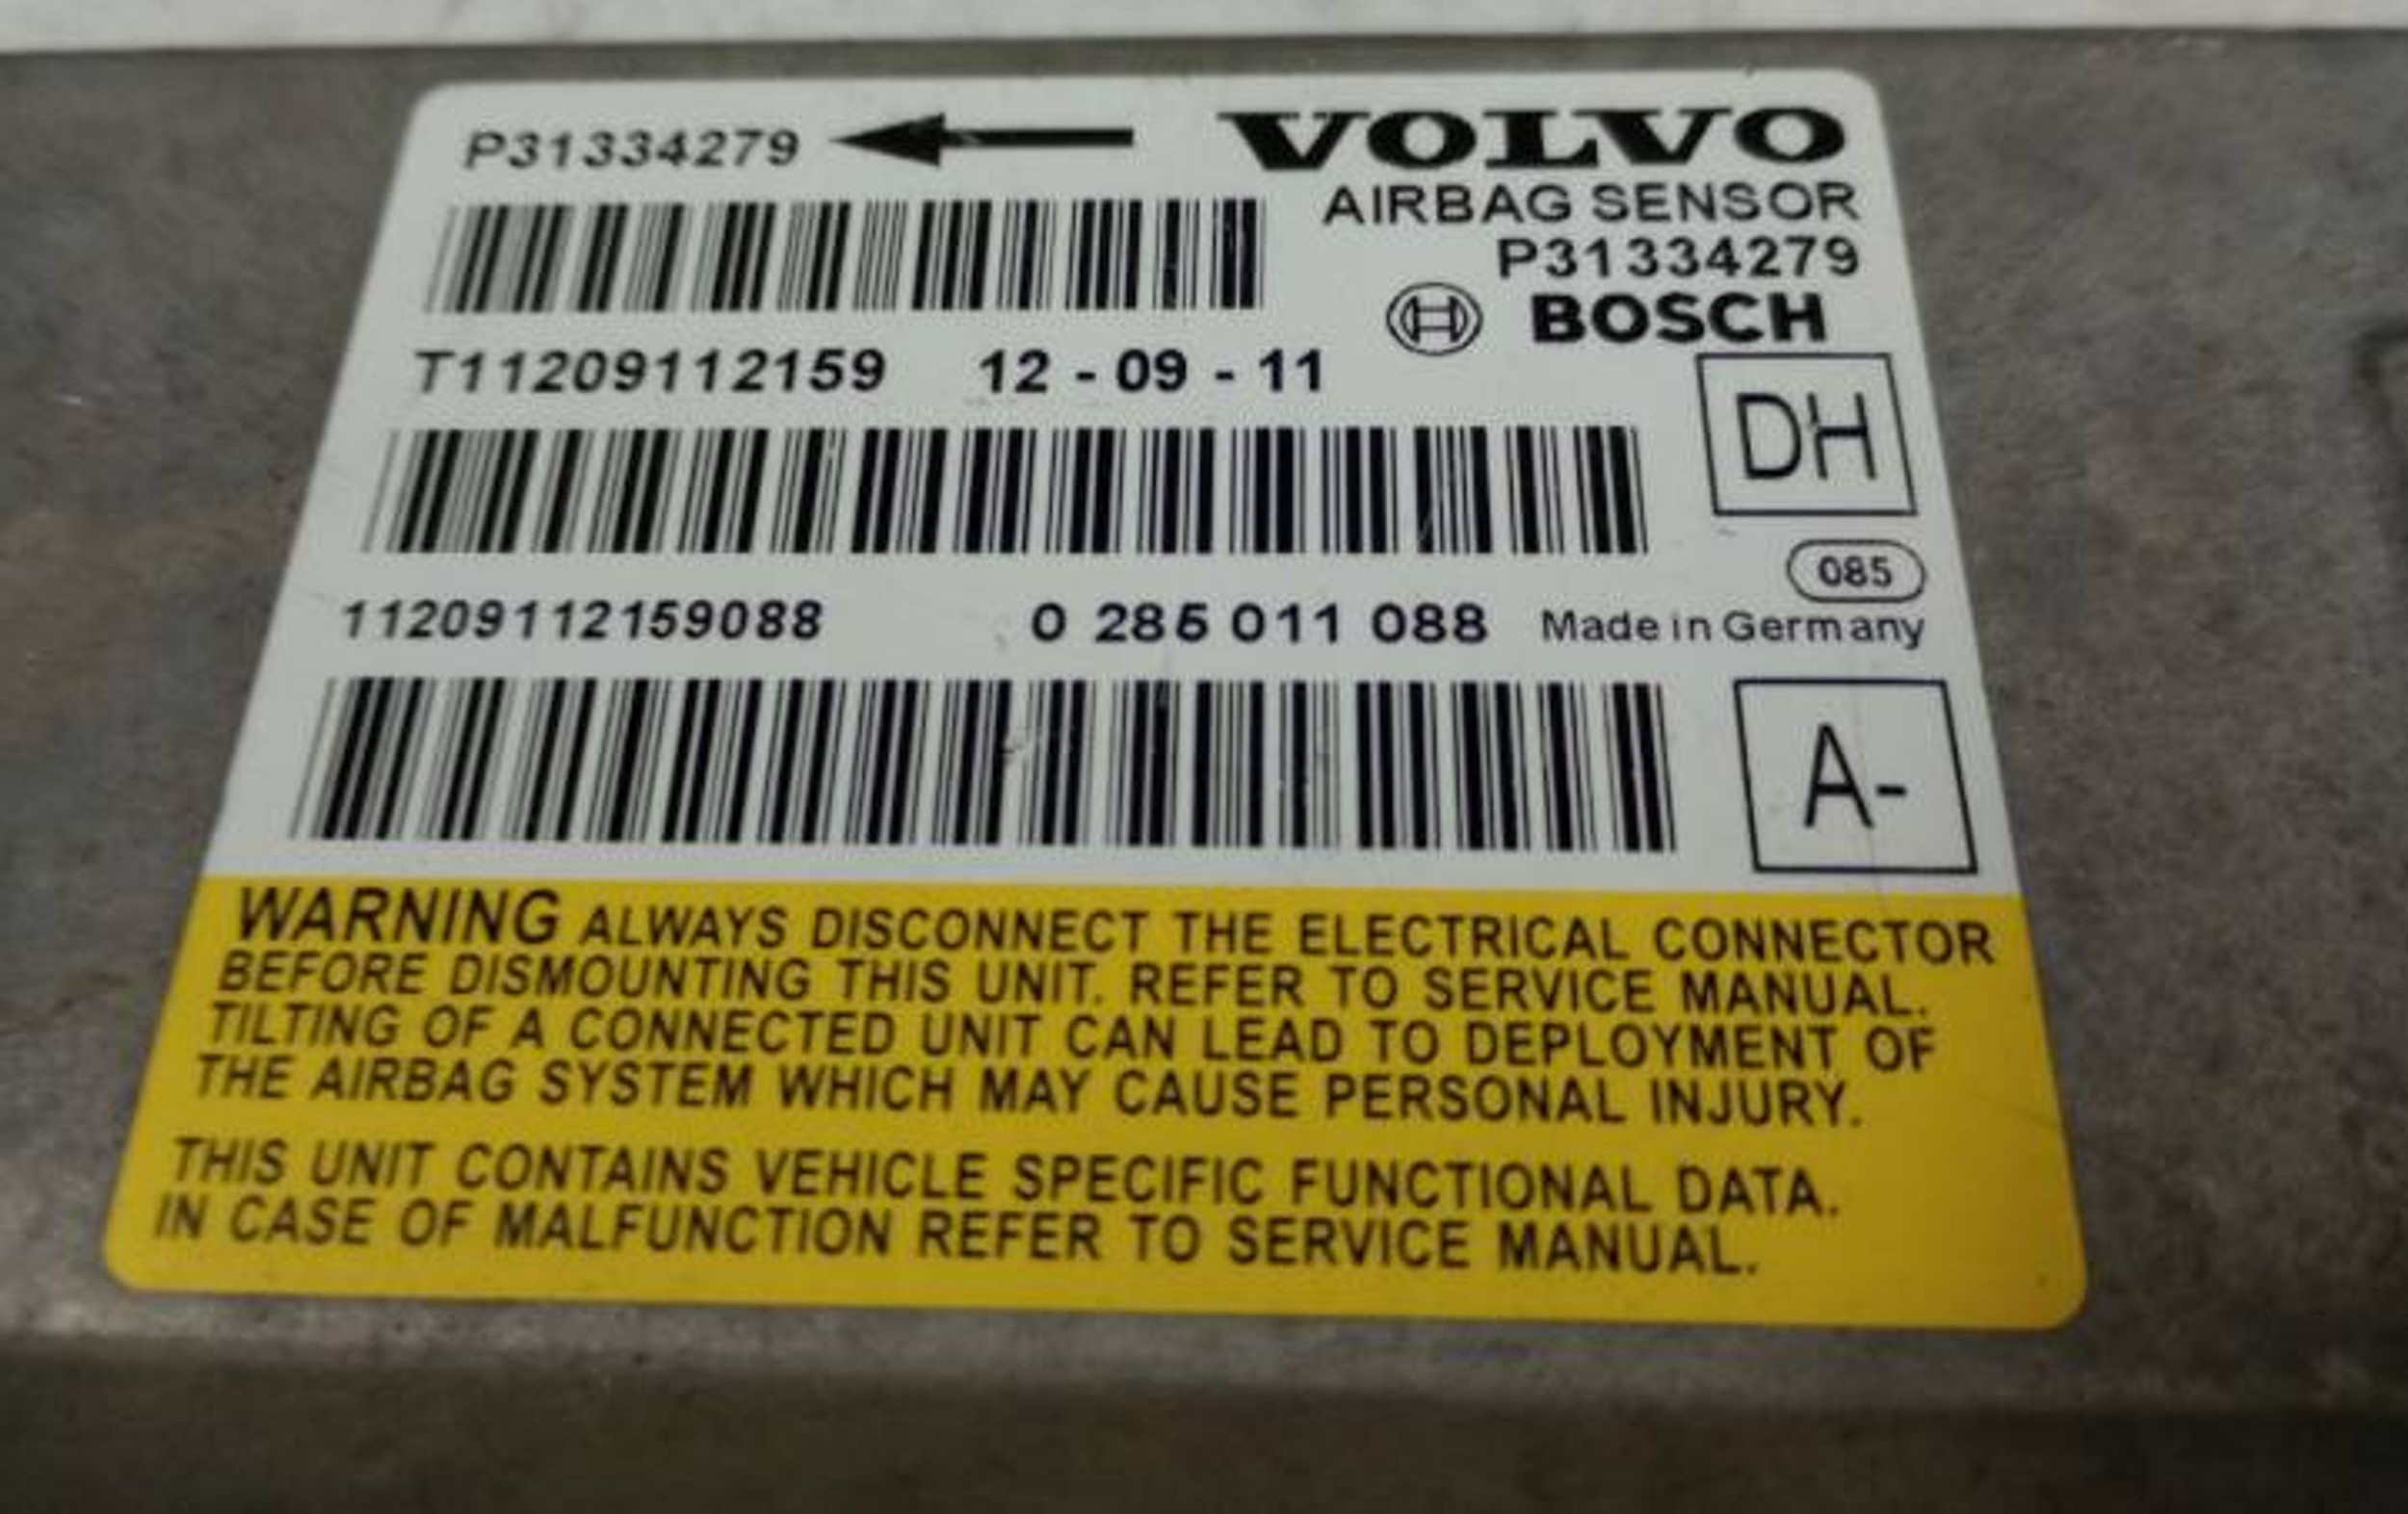 P31334279 VOLVO
AIRBAG SENSOR
P31334279
BOSCH
T11209112159 12 - 09 - 11
DH
085
11209112159088 0 285 011 088 Made in Germany
A-
WARNING ALWAYS DISCONNECT THE ELECTRICAL CONNECTOR
BEFORE DISMOUNTING THIS UNIT. REFER TO SERVICE MANUAL.
TILTING OF A CONNECTED UNIT CAN LEAD TO DEPLOYMENT OF
THE AIRBAG SYSTEM WHICH MAY CAUSE PERSONAL INJURY.
THIS UNIT CONTAINS VEHICLE SPECIFIC FUNCTIONAL DATA.
IN CASE OF MALFUNCTION REFER TO SERVICE MANUAL.